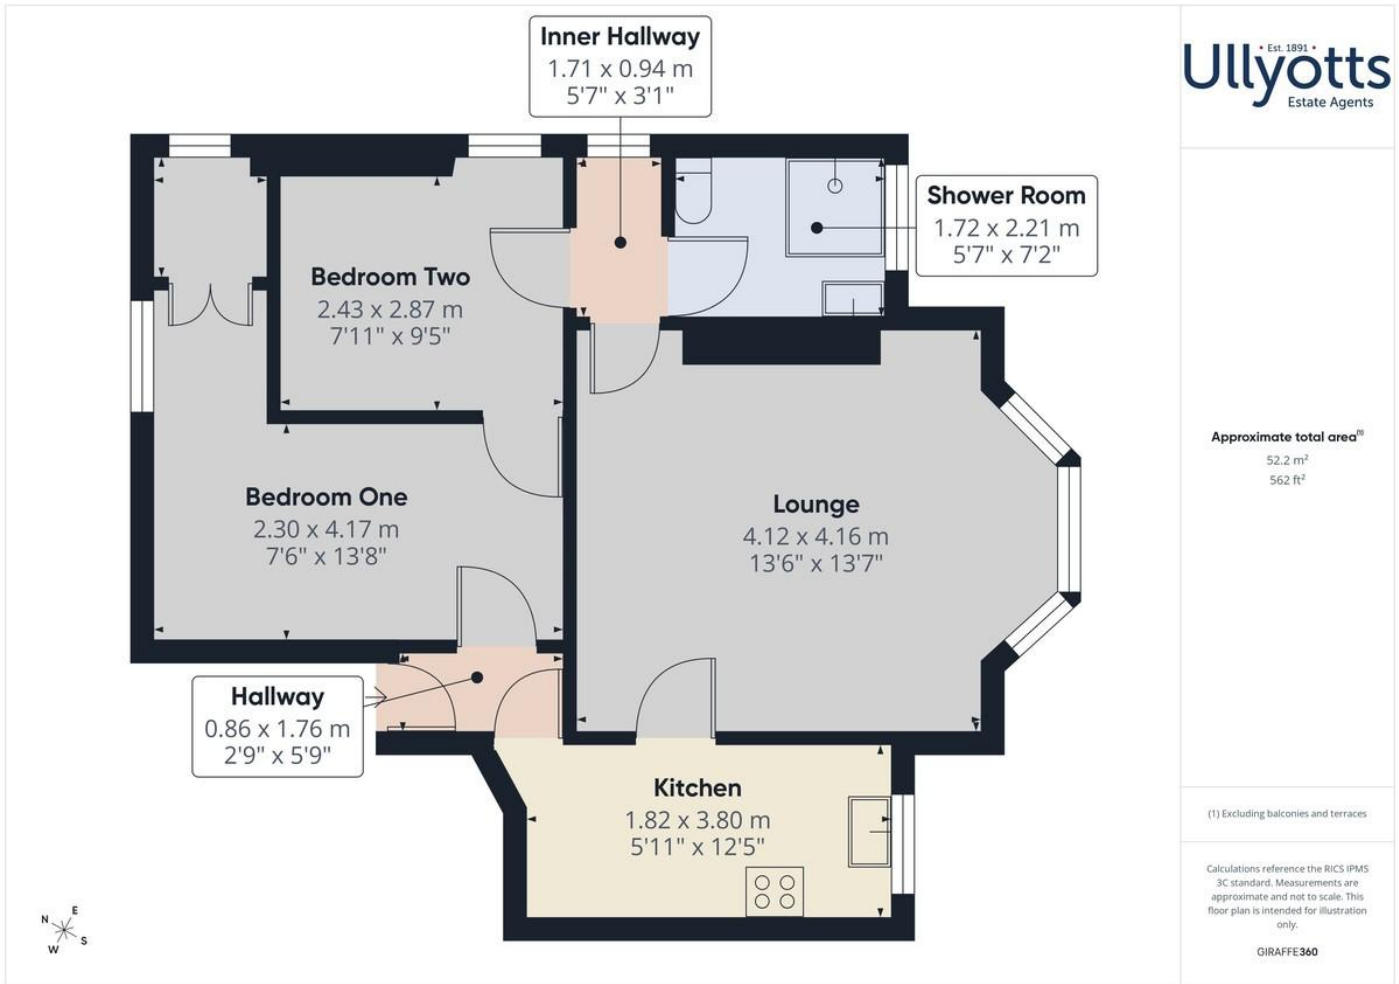 Inner Hallway
1.71 x 0.94 m
5'7" x 3'1"
Shower Room
1.72 x 2.21 m
5'7" x 7'2"
Bedroom Two
2.43 x 2.87 m
7'11" x 9'5"
Bedroom One
2.30 x 4.17 m
7'6" x 13'8"
Lounge
4.12 x 4.16 m
13'6" x 13'7"
Hallway
0.86 x 1.76 m
2'9" x 5'9"
Kitchen
1.82 x 3.80 m
5'11" x 12'5"
N
E
S
W
Est. 1891
Ullyotts
Estate Agents
Approximate total area(1)
52.2 m²
562 ft²
(1) Excluding balconies and terraces
Calculations reference the RICS IPMS
3C standard. Measurements are
approximate and not to scale. This
floor plan is intended for illustration
only.
GIRAFFE360